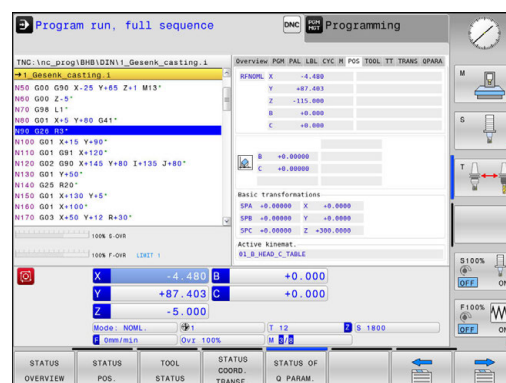 Program run, full sequence
DNC
PGM MGT
Programming
TNC:\nc_prog\BHB\DIN\1_Gesenk_casting.i
→1_Gesenk_casting.i
N50 G00 G90 X-25 Y+65 Z+1 M13*
N60 G00 Z-5*
N70 G98 L1*
N80 G01 X+5 Y+80 G41*
N90 G26 R3*
N100 G01 X+15 Y+90*
N110 G01 G91 X+120*
N120 G02 G90 X+145 Y+80 I+135 J+80*
N130 G01 Y+50*
N140 G25 R20*
N150 G01 X+130 Y+5*
N160 G01 X+100*
N170 G03 X+50 Y+12 R+30*
100% S-OVR
100% F-OVR LIMIT 1
Overview PGM PAL LBL CYC M POS TOOL TT TRANS QPARA
RFNOML X -4.480
Y +87.403
Z -115.000
B +0.000
C +0.000
B +0.00000
C +0.00000
Basic transformations
SPA +0.00000 X +0.0000
SPB +0.00000 Y +0.0000
SPC +0.00000 Z +300.0000
Active kinemat.
01_B_HEAD_C_TABLE
X -4.480 B +0.000
Y +87.403 C +0.000
Z -5.000
Mode: NOML. 1 T 12 Z S 1800
F 0mm/min Ovr 100% M 3/8
M
S
T
S100%
OFF ON
F100%
OFF ON
STATUS OVERVIEW
STATUS POS.
TOOL STATUS
STATUS COORD. TRANSF.
STATUS OF Q PARAM.